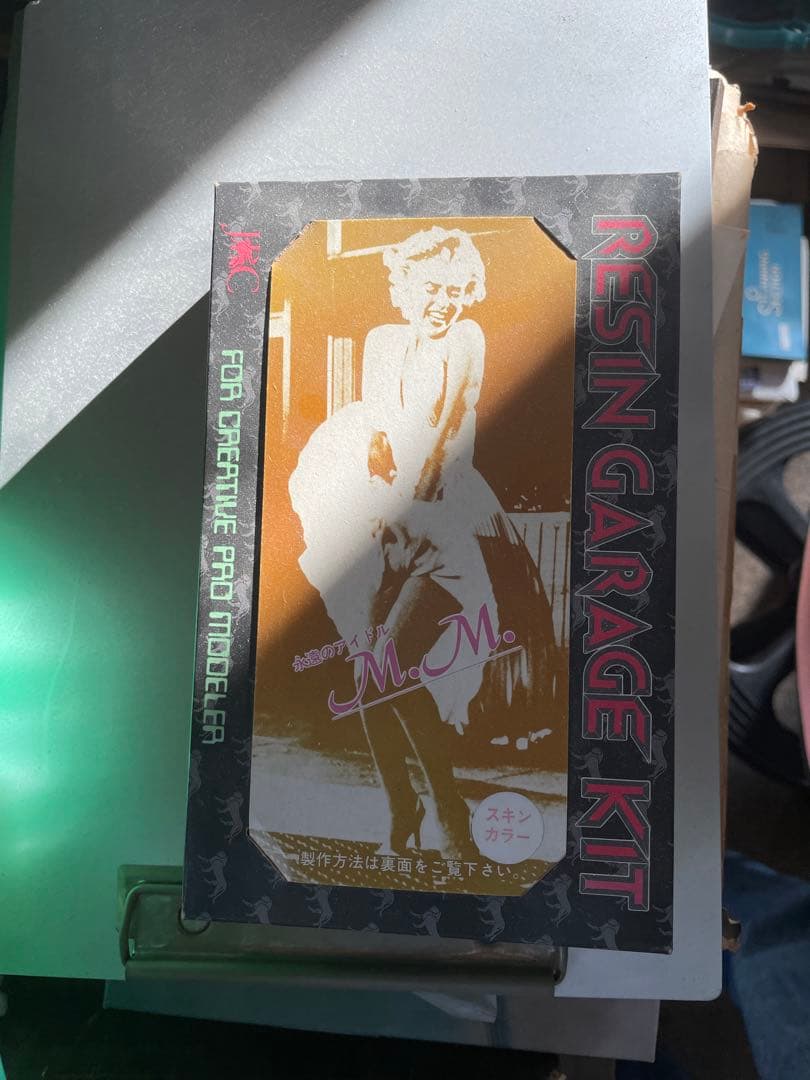 RESIN GARAGE KIT
FOR CREATIVE PRO MODELER
永遠のアイドル
M.M.
スキン
カラー
製作方法は裏面をご覧下さい。